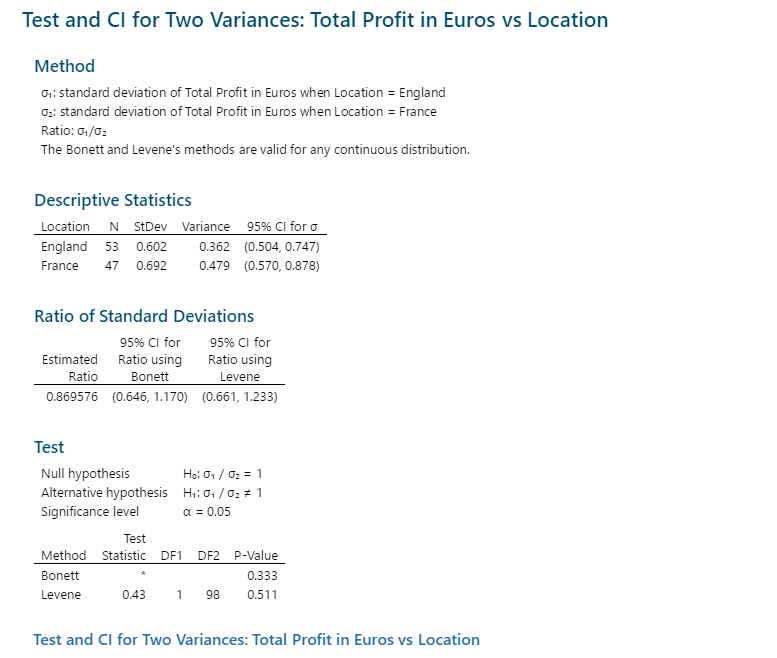 Test and CI for Two Variances: Total Profit in Euros vs Location
Method
σ₁: standard deviation of Total Profit in Euros when Location = England
σ₂: standard deviation of Total Profit in Euros when Location = France
Ratio: σ₁/σ₂
The Bonett and Levene's methods are valid for any continuous distribution.
Descriptive Statistics
Location N StDev Variance 95% CI for σ
England 53 0.602 0.362 (0.504, 0.747)
France 47 0.692 0.479 (0.570, 0.878)
Ratio of Standard Deviations
95% CI for 95% CI for
Estimated Ratio using Ratio using
Ratio Bonett Levene
0.869576 (0.646, 1.170) (0.661, 1.233)
Test
Null hypothesis H₀: σ₁ / σ₂ = 1
Alternative hypothesis H₁: σ₁ / σ₂ ≠ 1
Significance level α = 0.05
Test
Method Statistic DF1 DF2 P-Value
Bonett * 0.333
Levene 0.43 1 98 0.511
Test and CI for Two Variances: Total Profit in Euros vs Location